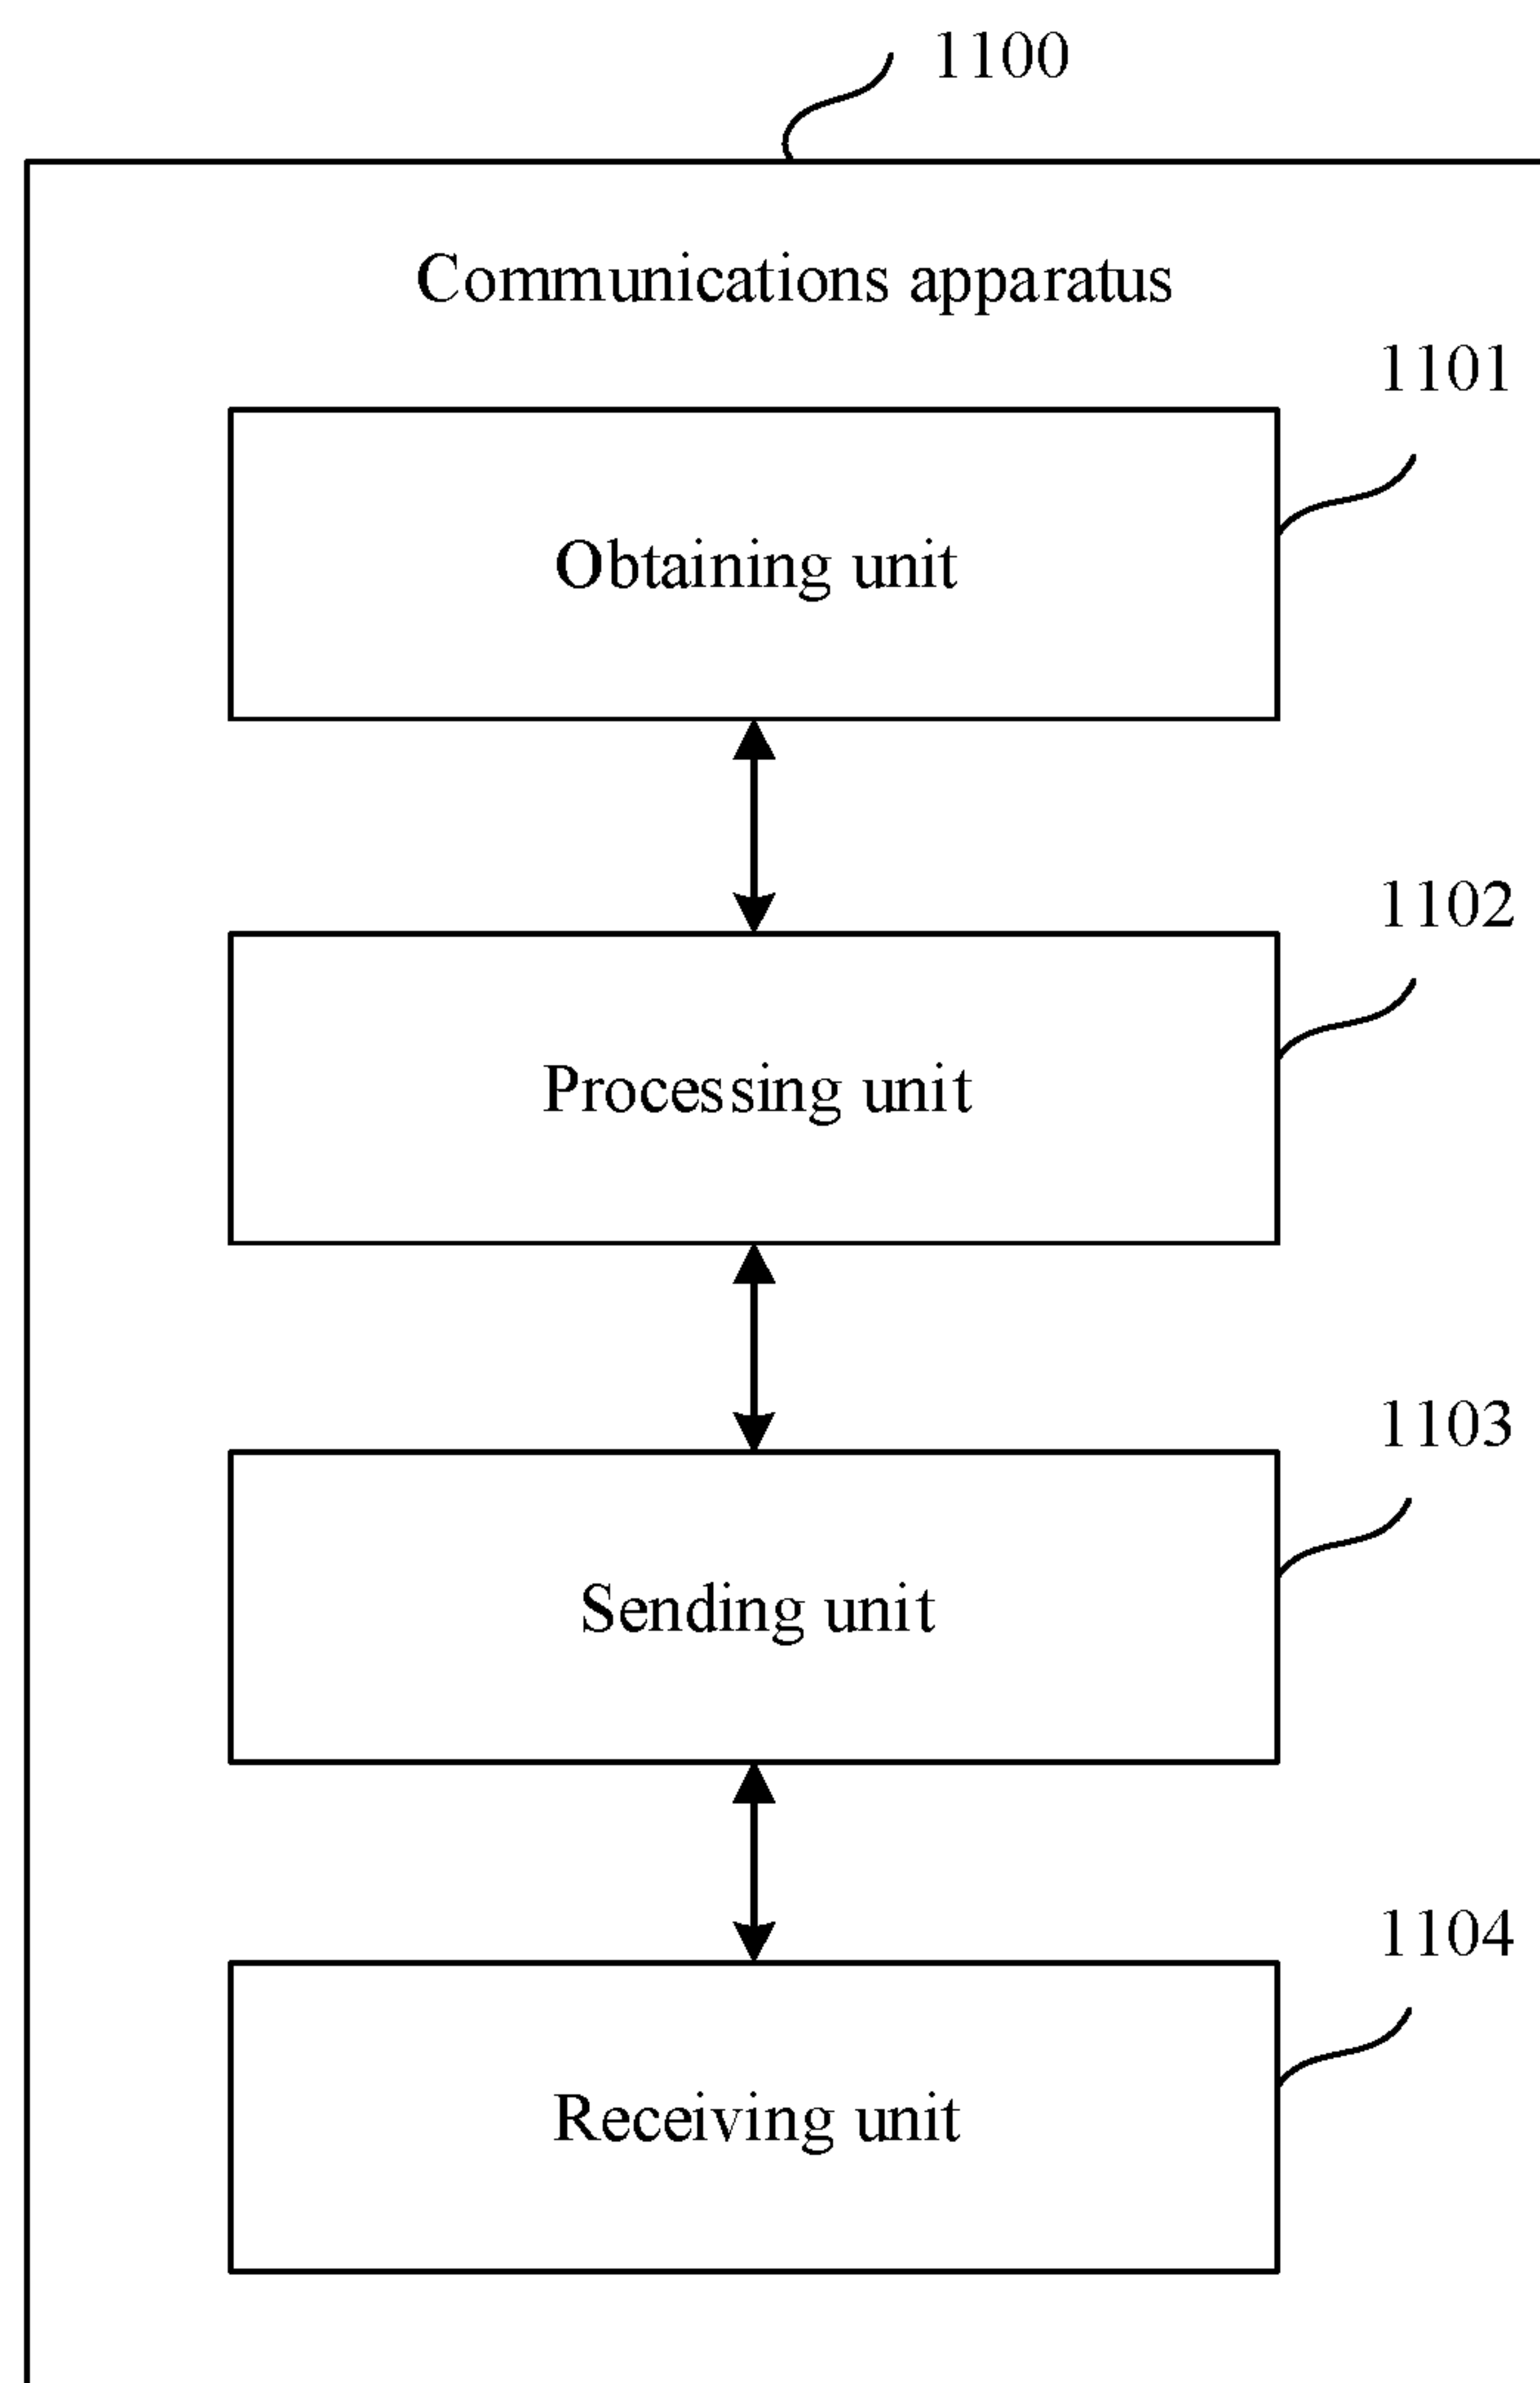 1100
Communications apparatus
1101
Obtaining unit
1102
Processing unit
1103
Sending unit
1104
Receiving unit